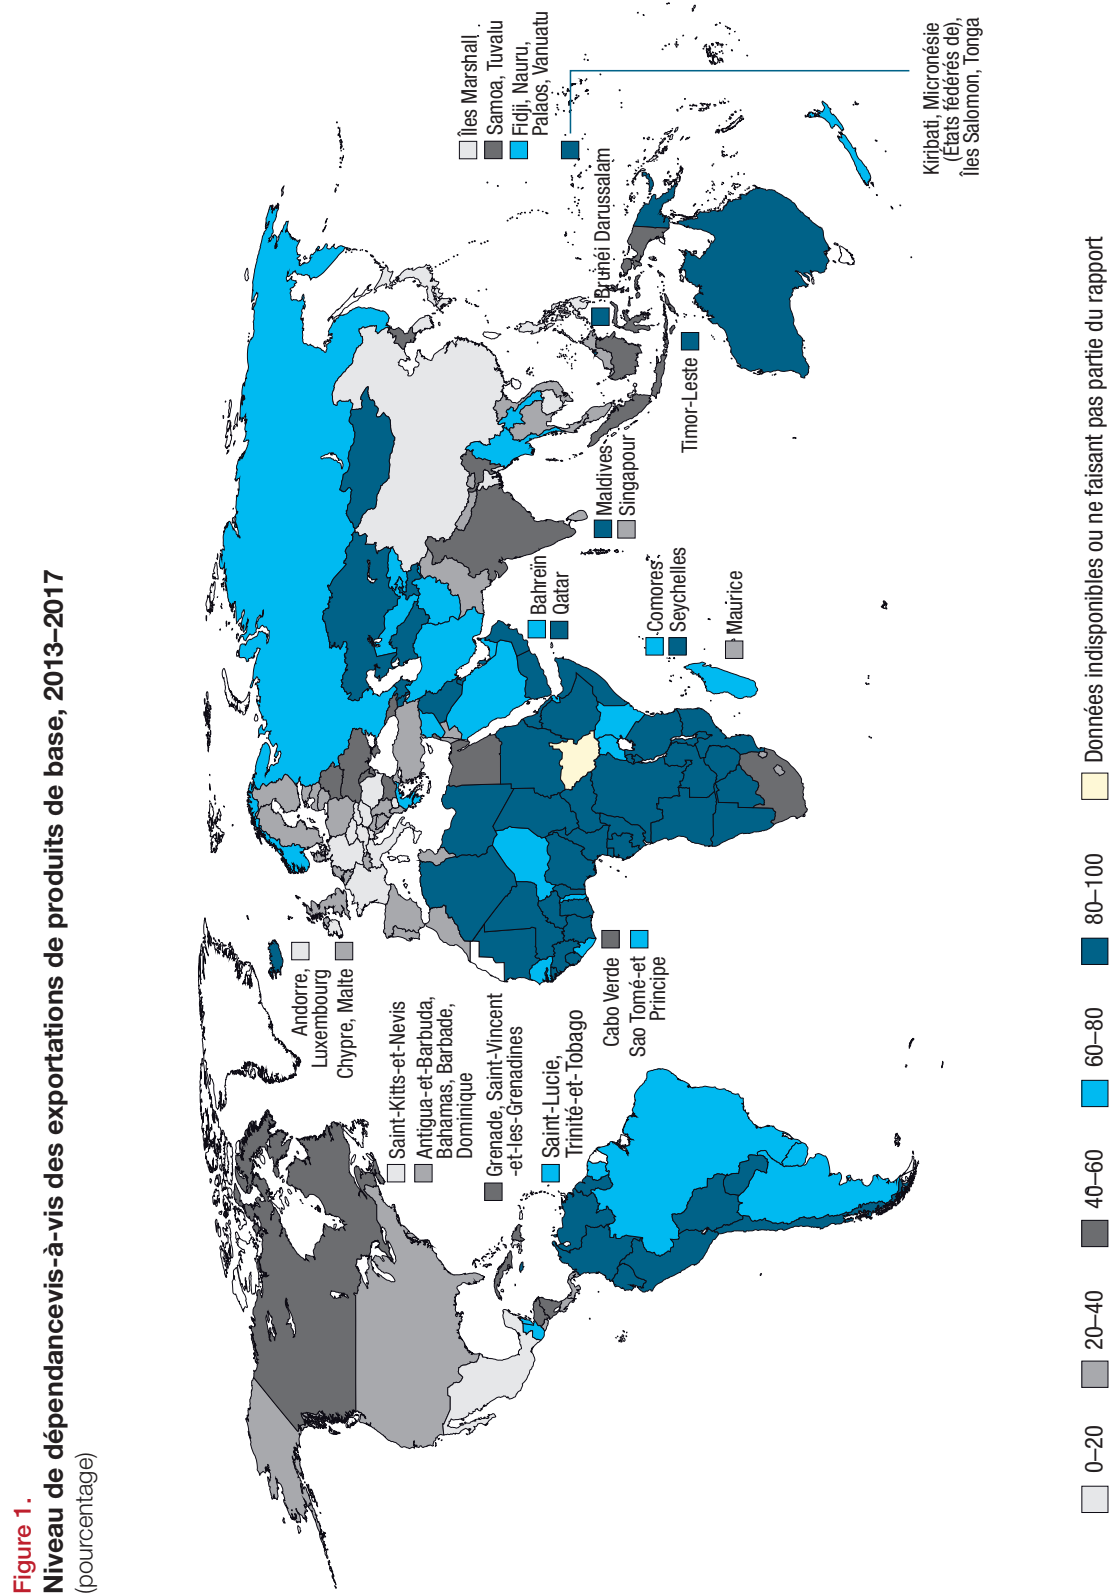 Figure 1.
Niveau de dépendancevis-à-vis des exportations de produits de base, 2013–2017
(pourcentage)
Andorre,
Luxembourg
Chypre, Malte
Saint-Kitts-et-Nevis
Antigua-et-Barbuda,
Bahamas, Barbade,
Dominique
Grenade, Saint-Vincent
-et-les-Grenadines
Saint-Lucie,
Trinité-et-Tobago
Cabo Verde
Sao Tomé-et
Principe
Bahreïn
Qatar
Comores
Seychelles
Maurice
Maldives
Singapour
Timor-Leste
Brunéi Darussalam
Îles Marshall
Samoa, Tuvalu
Fidji, Nauru,
Palaos, Vanuatu
Kiribati, Micronésie
(États fédérés de),
Îles Salomon, Tonga
0–20
20–40
40–60
60–80
80–100
Données indisponibles ou ne faisant pas partie du rapport